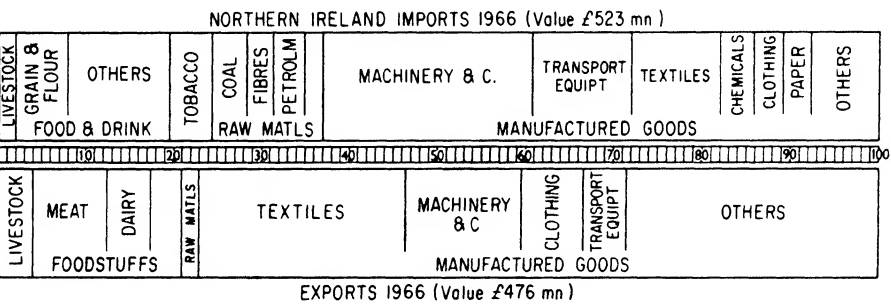 NORTHERN IRELAND IMPORTS 1966 (Value £523 mn)
LIVESTOCK
GRAIN &
FLOUR
OTHERS
TOBACCO
COAL
FIBRES
PETROLM
MACHINERY & C.
TRANSPORT
EQUIPT
TEXTILES
CHEMICALS
CLOTHING
PAPER
OTHERS
FOOD & DRINK
RAW MATLS
MANUFACTURED GOODS
10 20 30 40 50 60 70 80 90 100
LIVESTOCK
MEAT
DAIRY
RAW MATLS
TEXTILES
MACHINERY
& C
CLOTHING
TRANSPORT
EQUIPT
OTHERS
FOODSTUFFS
MANUFACTURED GOODS
EXPORTS 1966 (Value £476 mn)